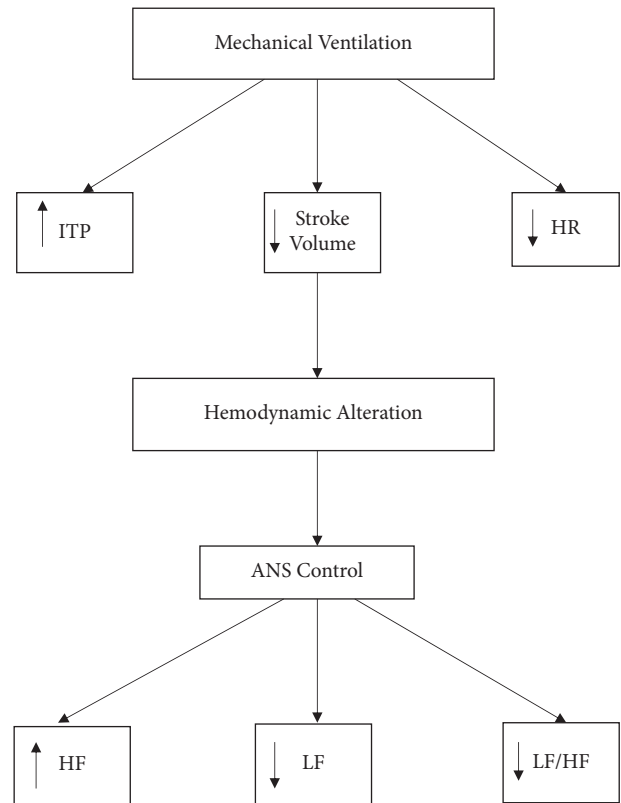 Mechanical Ventilation
ITP
Stroke
Volume
HR
Hemodynamic Alteration
ANS Control
HF
LF
LF/HF